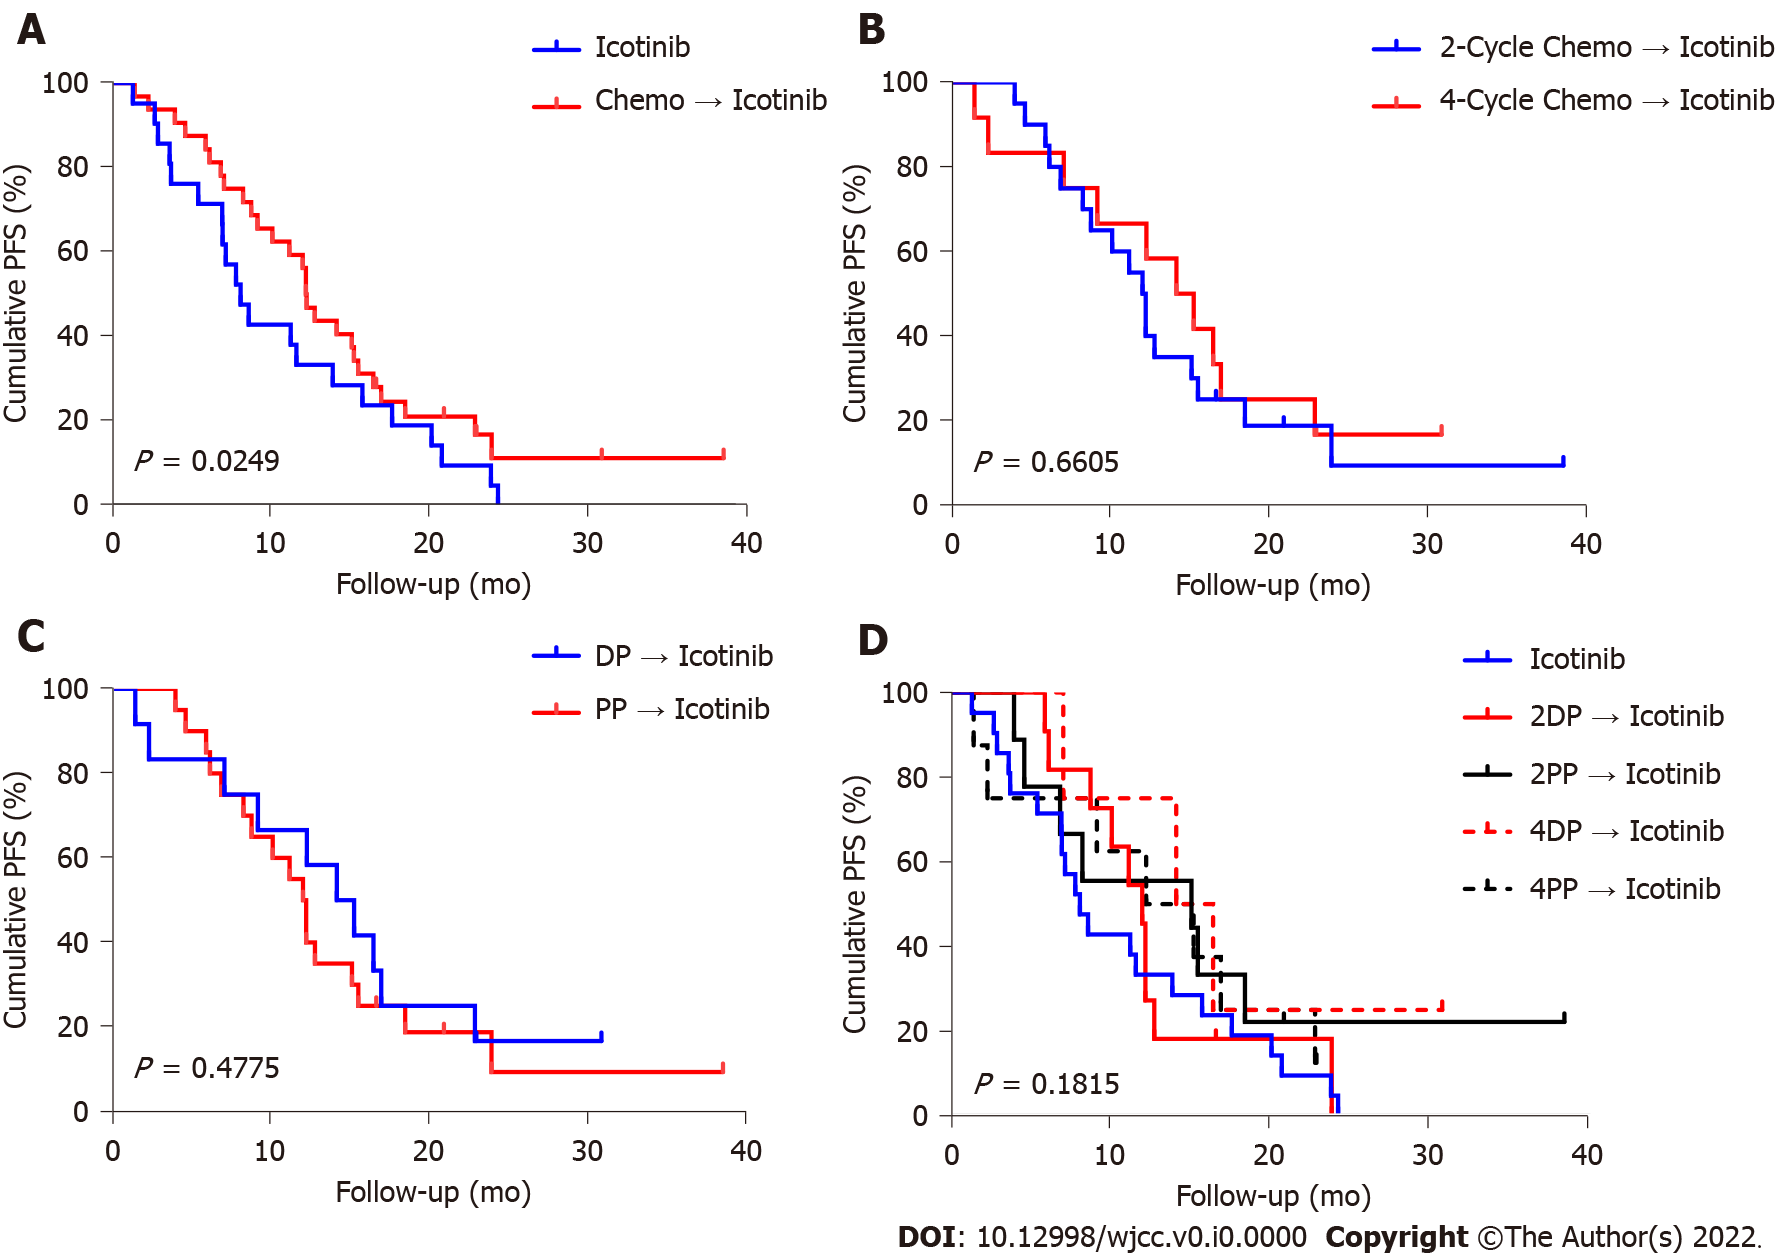 A
Icotinib
Chemo → Icotinib
100
80
60
40
20
0
Cumulative PFS (%)
P = 0.0249
0 10 20 30 40
Follow-up (mo)
B
2-Cycle Chemo → Icotinib
4-Cycle Chemo → Icotinib
100
80
60
40
20
0
Cumulative PFS (%)
P = 0.6605
0 10 20 30 40
Follow-up (mo)
C
DP → Icotinib
PP → Icotinib
100
80
60
40
20
0
Cumulative PFS (%)
P = 0.4775
0 10 20 30 40
Follow-up (mo)
D
Icotinib
2DP → Icotinib
2PP → Icotinib
4DP → Icotinib
4PP → Icotinib
100
80
60
40
20
0
Cumulative PFS (%)
P = 0.1815
0 10 20 30 40
Follow-up (mo)
DOI: 10.12998/wjcc.v0.i0.0000 Copyright ©The Author(s) 2022.